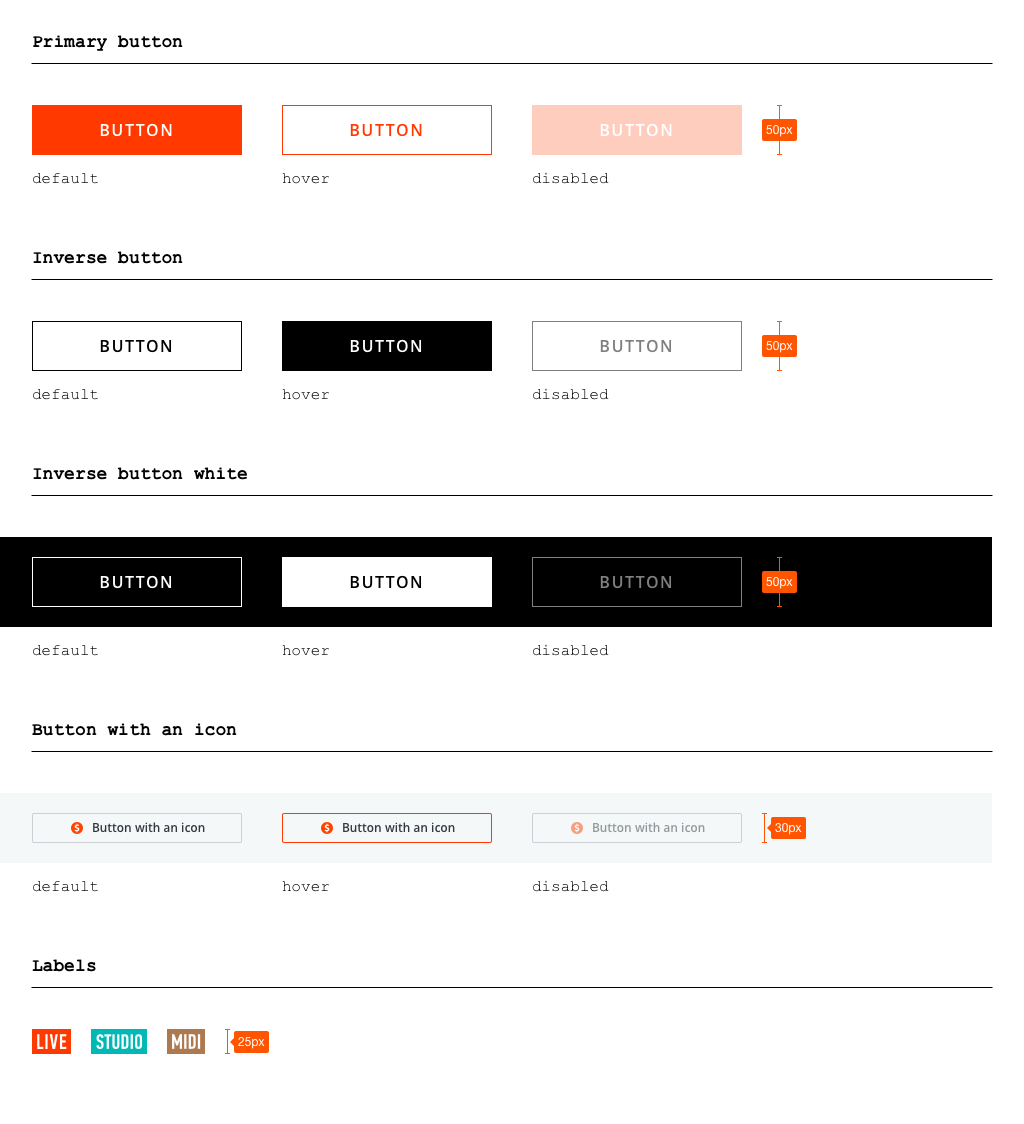 Primary button
BUTTON BUTTON BUTTON 50px
default hover disabled
Inverse button
BUTTON BUTTON BUTTON 50px
default hover disabled
Inverse button white
BUTTON BUTTON BUTTON 50px
default hover disabled
Button with an icon
$ Button with an icon $ Button with an icon $ Button with an icon 30px
default hover disabled
Labels
LIVE STUDIO MIDI 25px